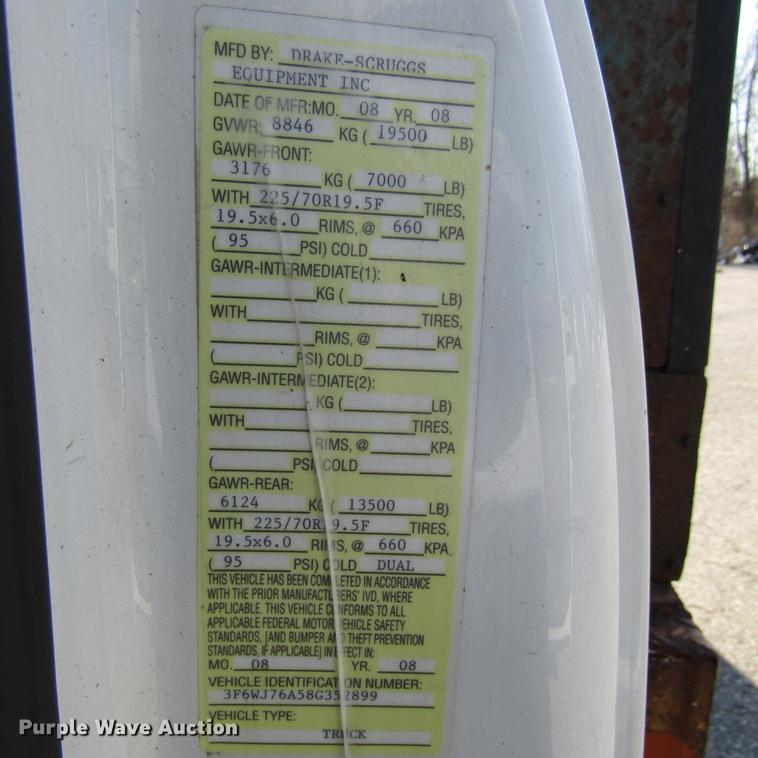 MFD BY: DRAKE-SCRUGGS
EQUIPMENT INC
DATE OF MFR:MO. 08 YR. 08
GVWR: 8846 KG ( 19500 LB)
GAWR-FRONT:
3176 KG ( 7000 LB)
WITH 225/70R19.5F TIRES,
19.5x6.0 RIMS, @ 660 KPA
( 95 PSI) COLD
GAWR-INTERMEDIATE(1):
KG ( LB)
WITH TIRES,
RIMS, @ KPA
( PSI) COLD
GAWR-INTERMEDIATE(2):
KG ( LB)
WITH TIRES,
RIMS, @ KPA
( PSI COLD
GAWR-REAR:
6124 KG ( 13500 LB)
WITH 225/70R19.5F TIRES,
19.5x6.0 RIMS, @ 660 KPA
( 95 PSI) COLD DUAL
THIS VEHICLE HAS BEEN COMPLETED IN ACCORDANCE
WITH THE PRIOR MANUFACTURERS' IVD, WHERE
APPLICABLE. THIS VEHICLE CONFORMS TO ALL
APPLICABLE FEDERAL MOTOR VEHICLE SAFETY
STANDARDS, [AND BUMPER AND THEFT PREVENTION
STANDARDS, IF APPLICABLE] IN EFFECT IN:
MO. 08 YR. 08
VEHICLE IDENTIFICATION NUMBER:
3F6WJ76A58G352899
VEHICLE TYPE:
TRUCK
Purple Wave Auction